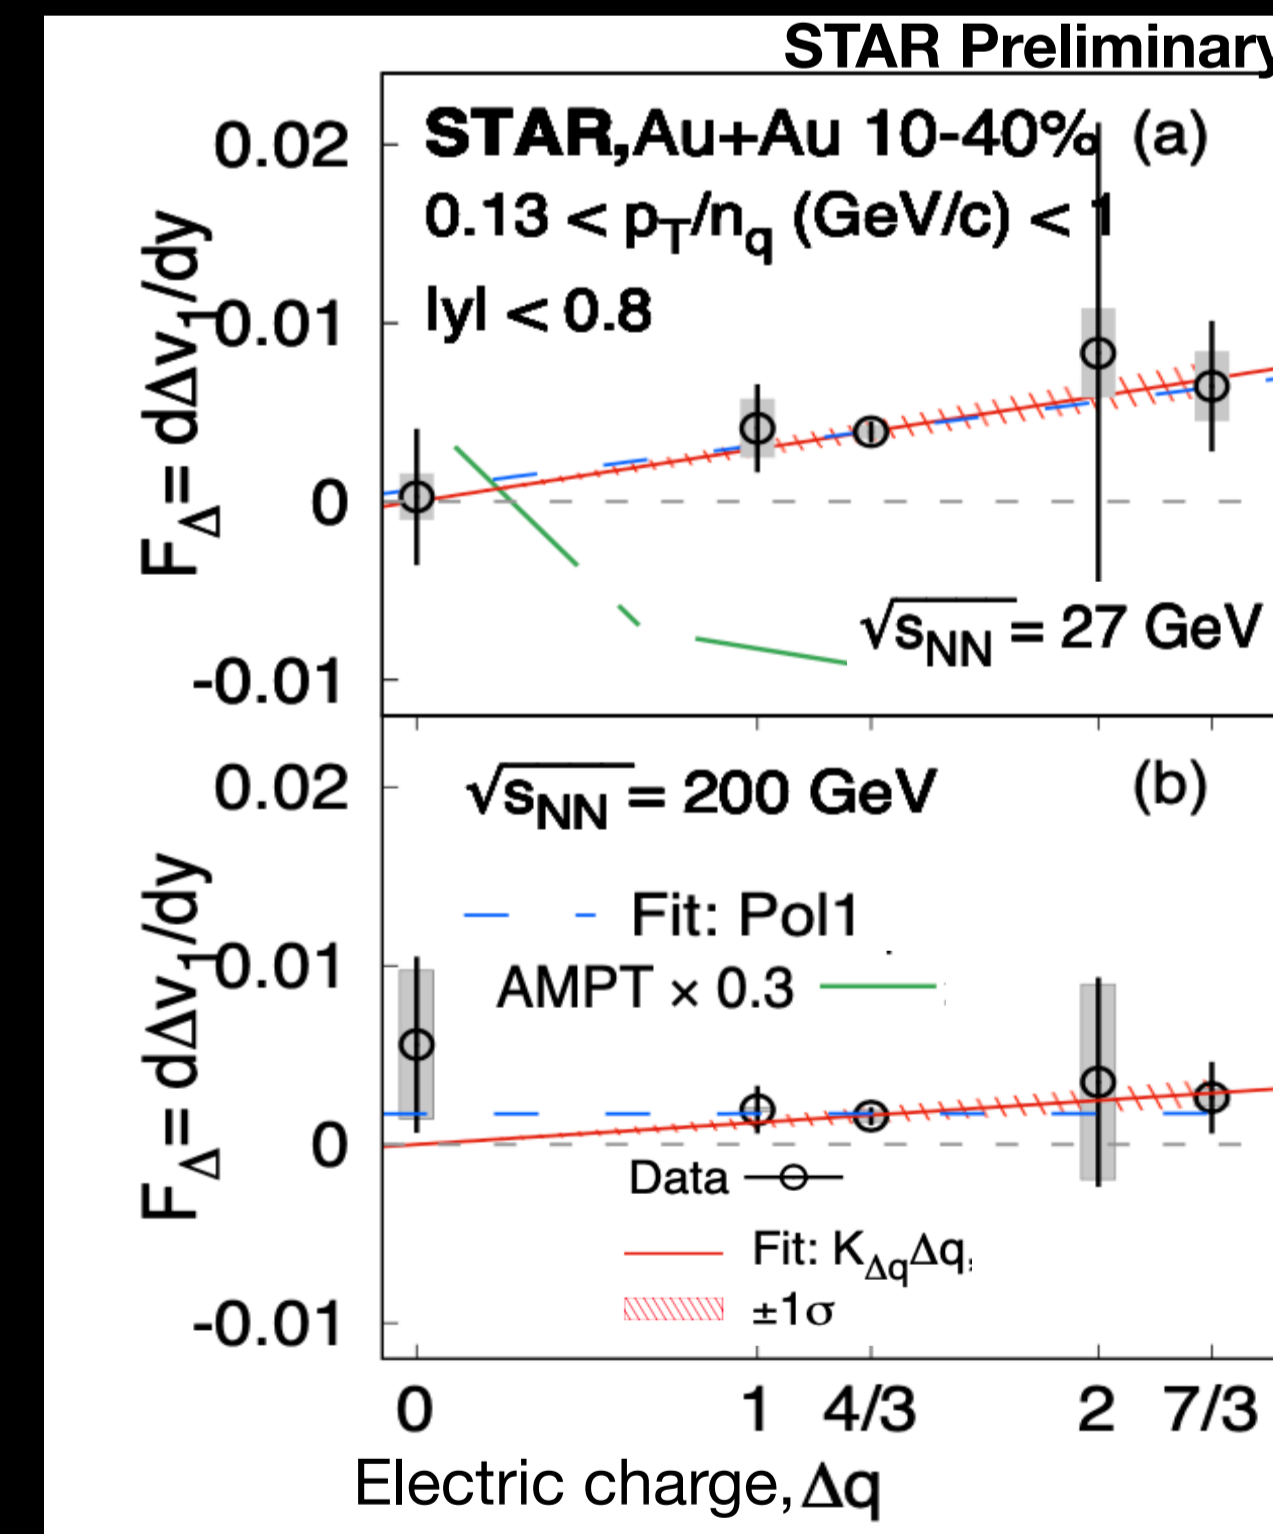 STAR Preliminary
STAR, Au+Au 10-40% (a)
0.13 < pT/nq (GeV/c) < 1
|y| < 0.8
0.02
0.01
0
-0.01
FΔ = dΔv1/dy
√sNN = 27 GeV
√sNN = 200 GeV (b)
0.02
0.01
0
-0.01
FΔ = dΔv1/dy
Fit: Pol1
AMPT × 0.3
Data
Fit: KΔqΔq,
±1σ
0 1 4/3 2 7/3
Electric charge, Δq